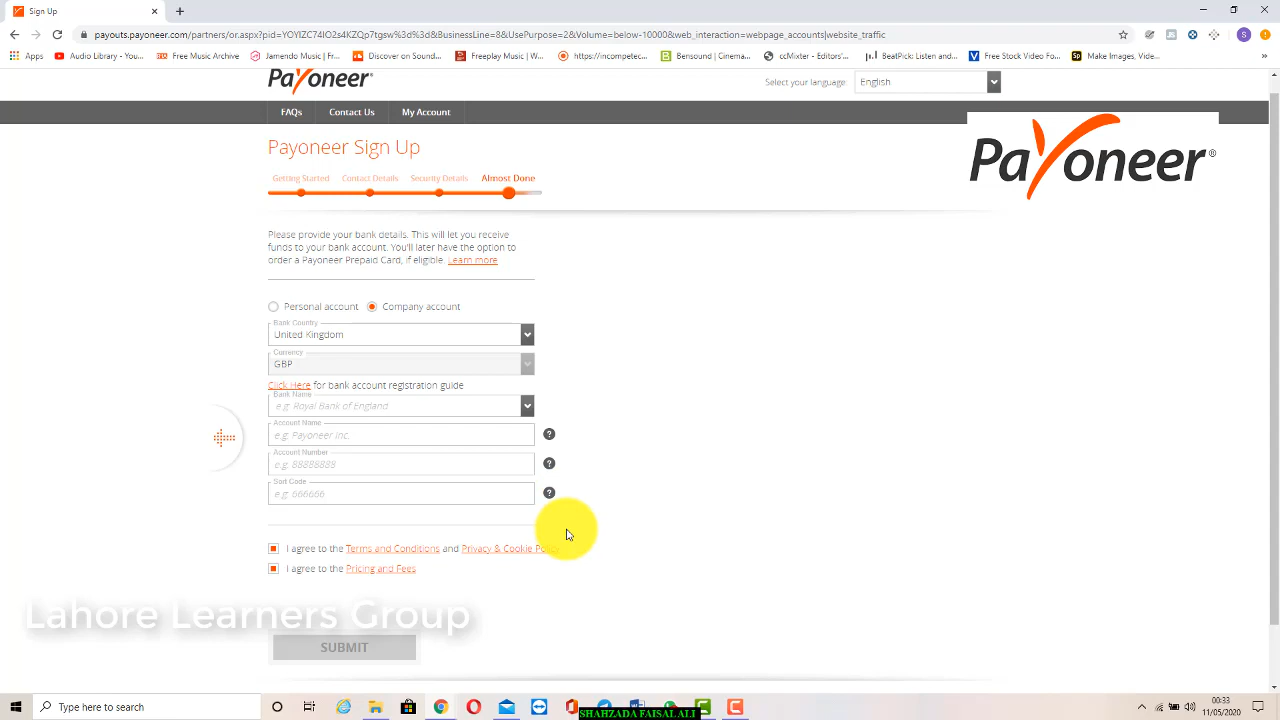 Sign Up
payouts.payoneer.com/partners/or.aspx?pid=YOYIZC74IO2s4KZQp7tgsw%3d%3d&BusinessLine=8&UsePurpose=2&Volume=below-10000&web_interaction=webpage_accounts|website_traffic
S
Apps
Audio Library - You...
Free Music Archive
Jamendo Music | Fr...
Discover on Sound...
Freeplay Music - W...
https://incompetec...
Bensound | Cinema...
ccMixter - Editors'...
BeatPick: Listen and...
Free Stock Video Fo...
Sp
Make Images, Vide...
»
Payoneer®
Select your language:
English
FAQs
Contact Us
My Account
Payoneer®
Payoneer Sign Up
Getting Started
Contact Details
Security Details
Almost Done
Please provide your bank details. This will let you receive
funds to your bank account. You'll later have the option to
order a Payoneer Prepaid Card, if eligible. Learn more
Personal account
Company account
Bank Country
United Kingdom
Currency
GBP
Click Here for bank account registration guide
Bank Name
e.g. Royal Bank of England
Account Name
e.g. Payoneer Inc.
?
Account Number
e.g. 88888888
?
Sort Code
e.g. 666666
?
I agree to the Terms and Conditions and Privacy & Cookie Policy
I agree to the Pricing and Fees
Lahore Learners Group
SUBMIT
Type here to search
SHAHZADA FAISAL ALI
00:33
11/05/2020